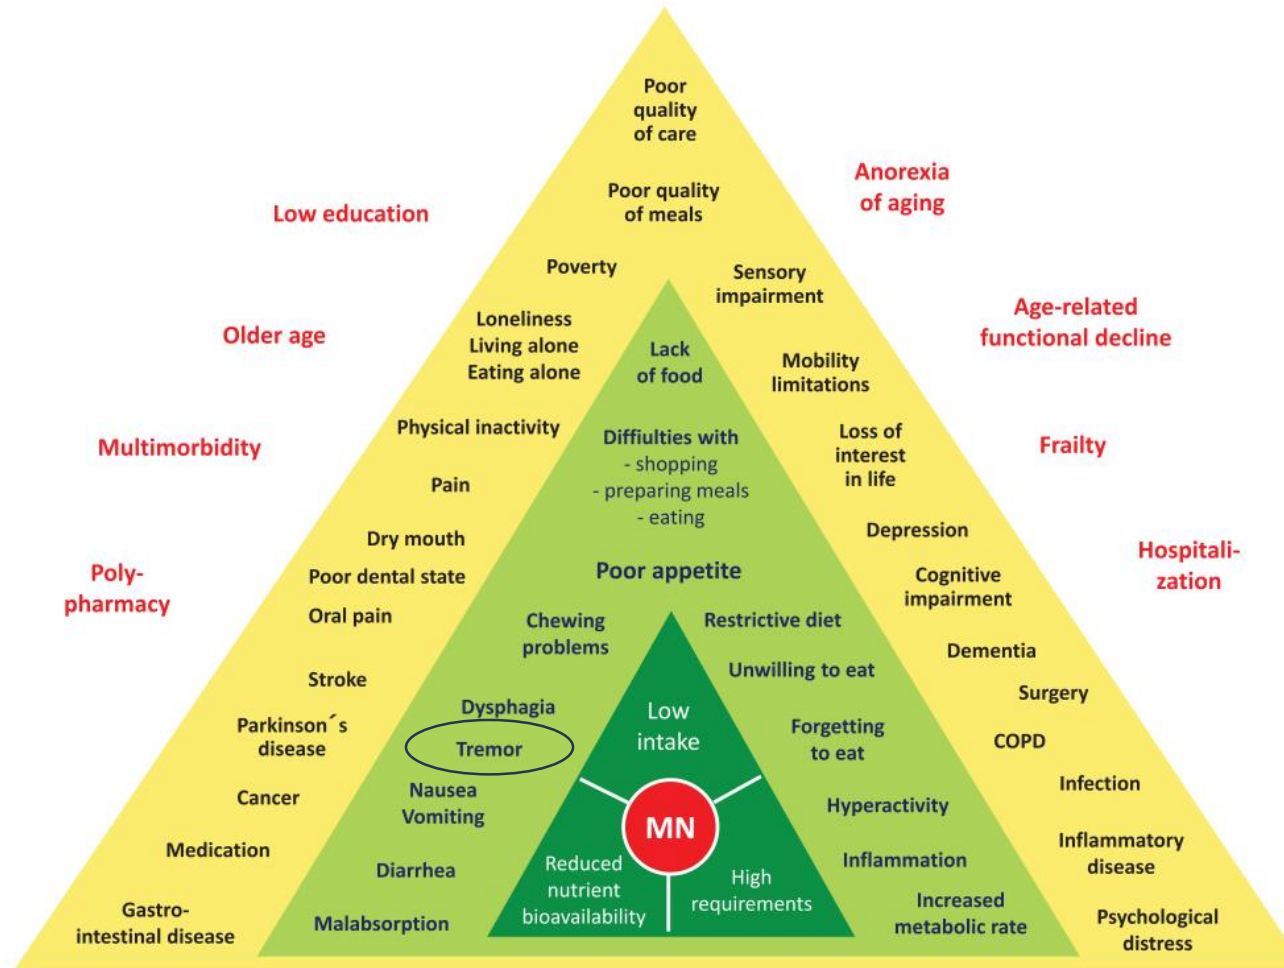 Poor
quality
of care
Poor quality
of meals
Poverty
Loneliness
Living alone
Eating alone
Physical inactivity
Pain
Dry mouth
Poor dental state
Oral pain
Stroke
Parkinson´s
disease
Cancer
Medication
Gastro-
intestinal disease
Sensory
impairment
Mobility
limitations
Loss of
interest
in life
Depression
Cognitive
impairment
Dementia
Surgery
COPD
Infection
Inflammatory
disease
Psychological
distress
Low education
Older age
Multimorbidity
Poly-
pharmacy
Anorexia
of aging
Age-related
functional decline
Frailty
Hospitali-
zation
Lack
of food
Diffiulties with
- shopping
- preparing meals
- eating
Poor appetite
Chewing
problems
Dysphagia
Tremor
Nausea
Vomiting
Diarrhea
Malabsorption
Restrictive diet
Unwilling to eat
Forgetting
to eat
Hyperactivity
Inflammation
Increased
metabolic rate
Low
intake
MN
Reduced
nutrient
bioavailability
High
requirements